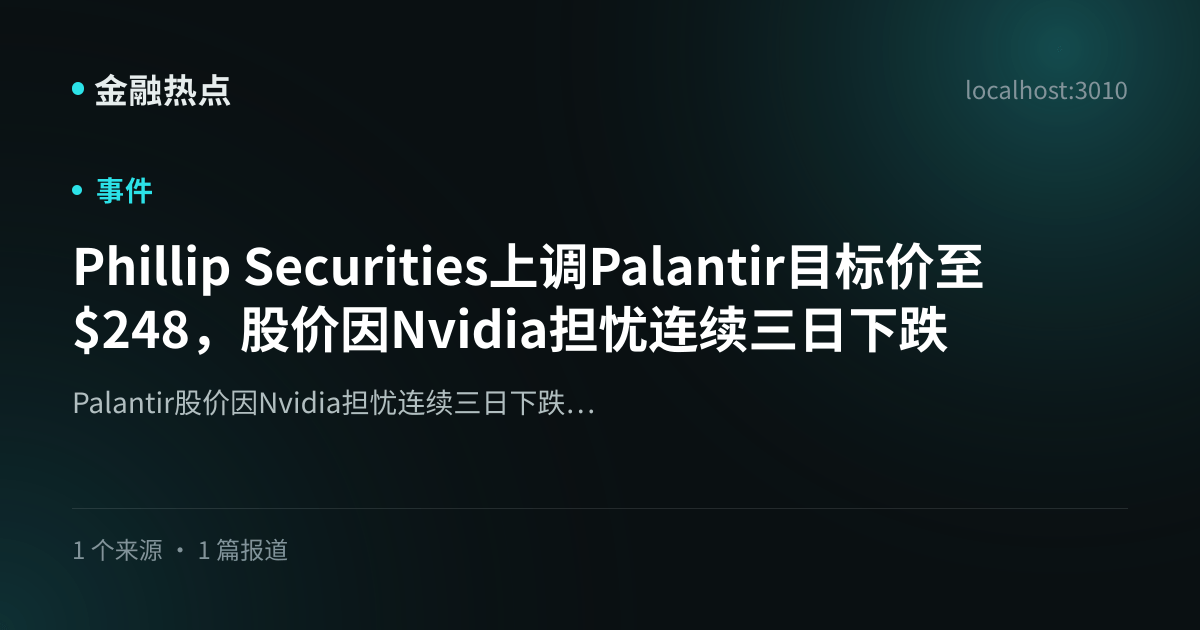 金融热点
localhost:3010
事件
Phillip Securities上调Palantir目标价至
$248，股价因Nvidia担忧连续三日下跌
Palantir股价因Nvidia担忧连续三日下跌…
1 个来源 · 1 篇报道